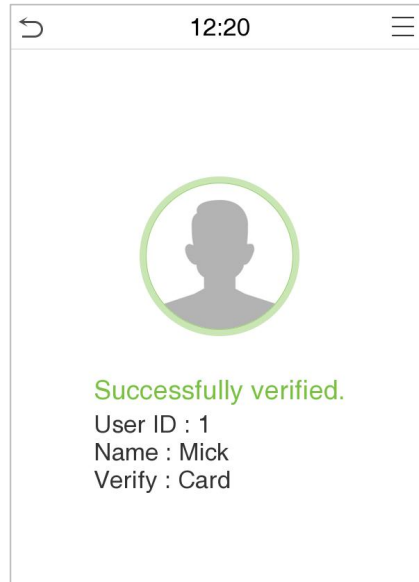 12:20
Successfully verified.
User ID : 1
Name : Mick
Verify : Card